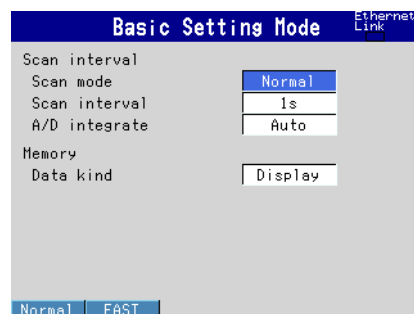 Basic Setting Mode
Ethernet
Link
Scan interval
Scan mode Normal
Scan interval 1s
A/D integrate Auto
Memory
Data kind Display
Normal FAST